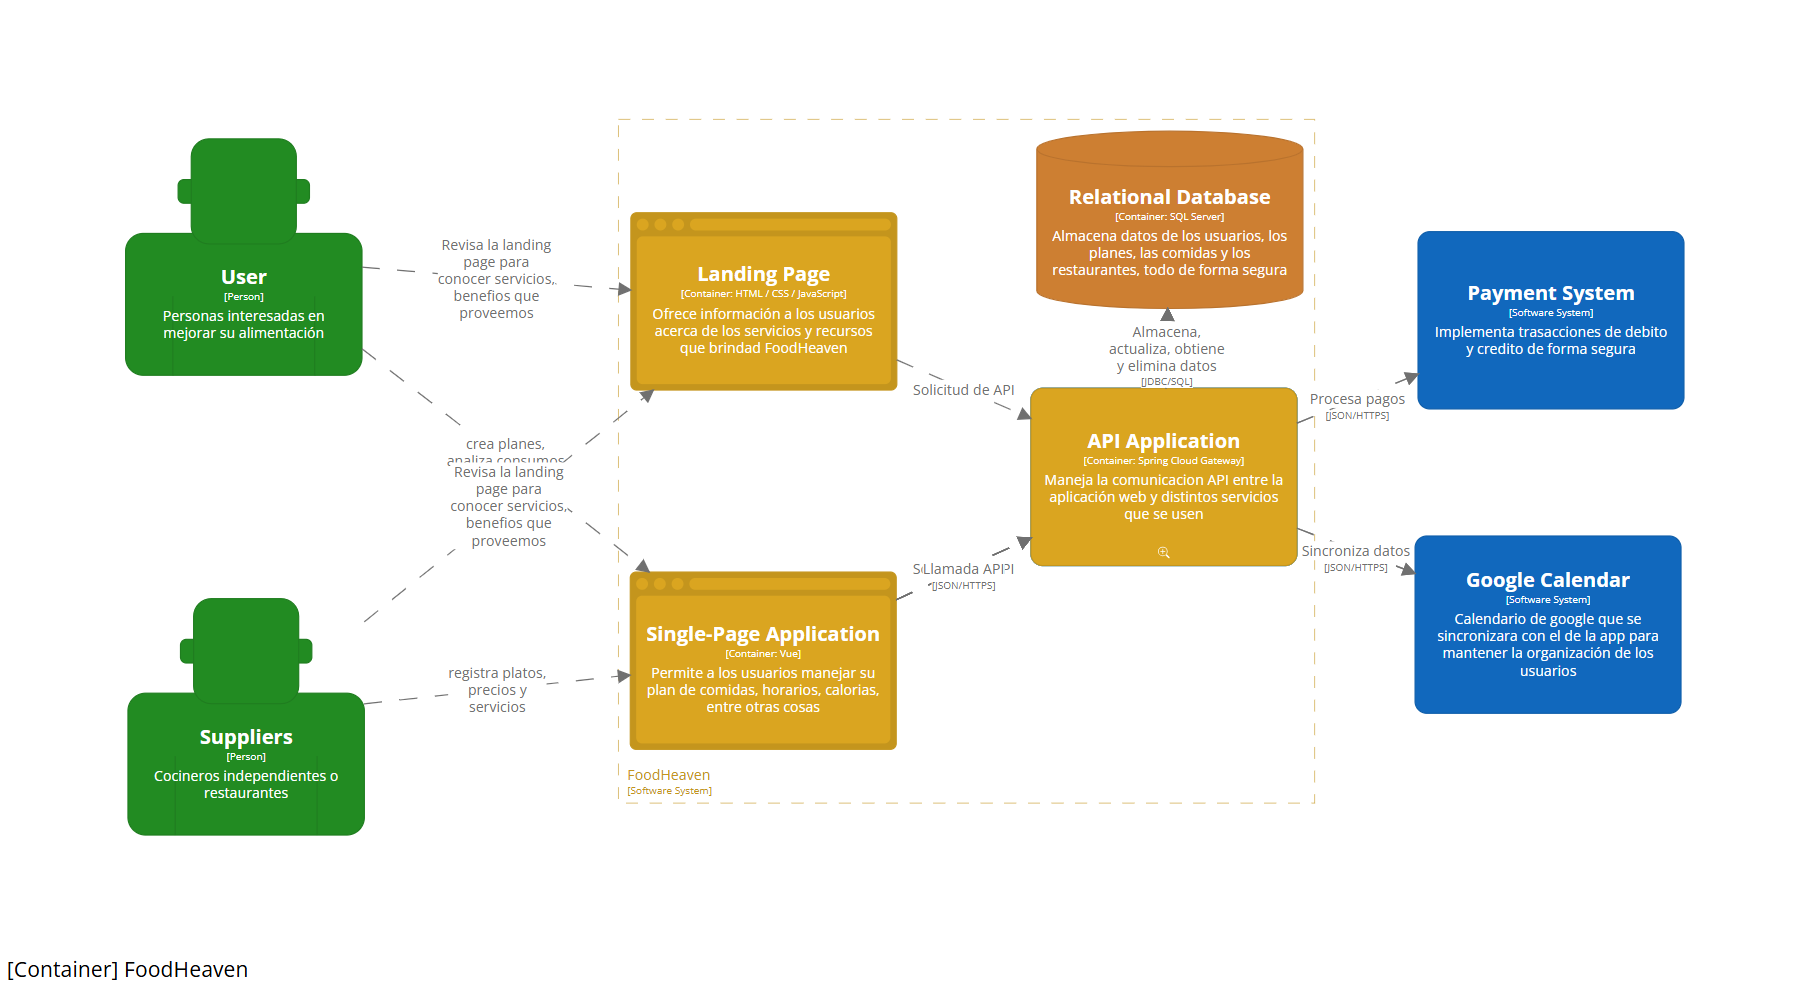 User
[Person]
Personas interesadas en
mejorar su alimentación
Revisa la landing
page para
conocer servicios,
benefios que
proveemos
Landing Page
[Container: HTML / CSS / JavaScript]
Ofrece información a los usuarios
acerca de los servicios y recursos
que brindad FoodHeaven
Relational Database
[Container: SQL Server]
Almacena datos de los usuarios, los
planes, las comidas y los
restaurantes, todo de forma segura
Almacena,
actualiza, obtiene
y elimina datos
[JDBC/SQL]
Solicitud de API
API Application
[Container: Spring Cloud Gateway]
Maneja la comunicacion API entre la
aplicación web y distintos servicios
que se usen
Payment System
[Software System]
Implementa trasacciones de debito
y credito de forma segura
Procesa pagos
[JSON/HTTPS]
crea planes,
analiza consumos
Revisa la landing
page para
conocer servicios,
benefios que
proveemos
Llamada API
[JSON/HTTPS]
Sincroniza datos
[JSON/HTTPS]
Google Calendar
[Software System]
Calendario de google que se
sincronizara con el de la app para
mantener la organización de los
usuarios
Suppliers
[Person]
Cocineros independientes o
restaurantes
registra platos,
precios y
servicios
Single-Page Application
[Container: Vue]
Permite a los usuarios manejar su
plan de comidas, horarios, calorias,
entre otras cosas
FoodHeaven
[Software System]
[Container] FoodHeaven